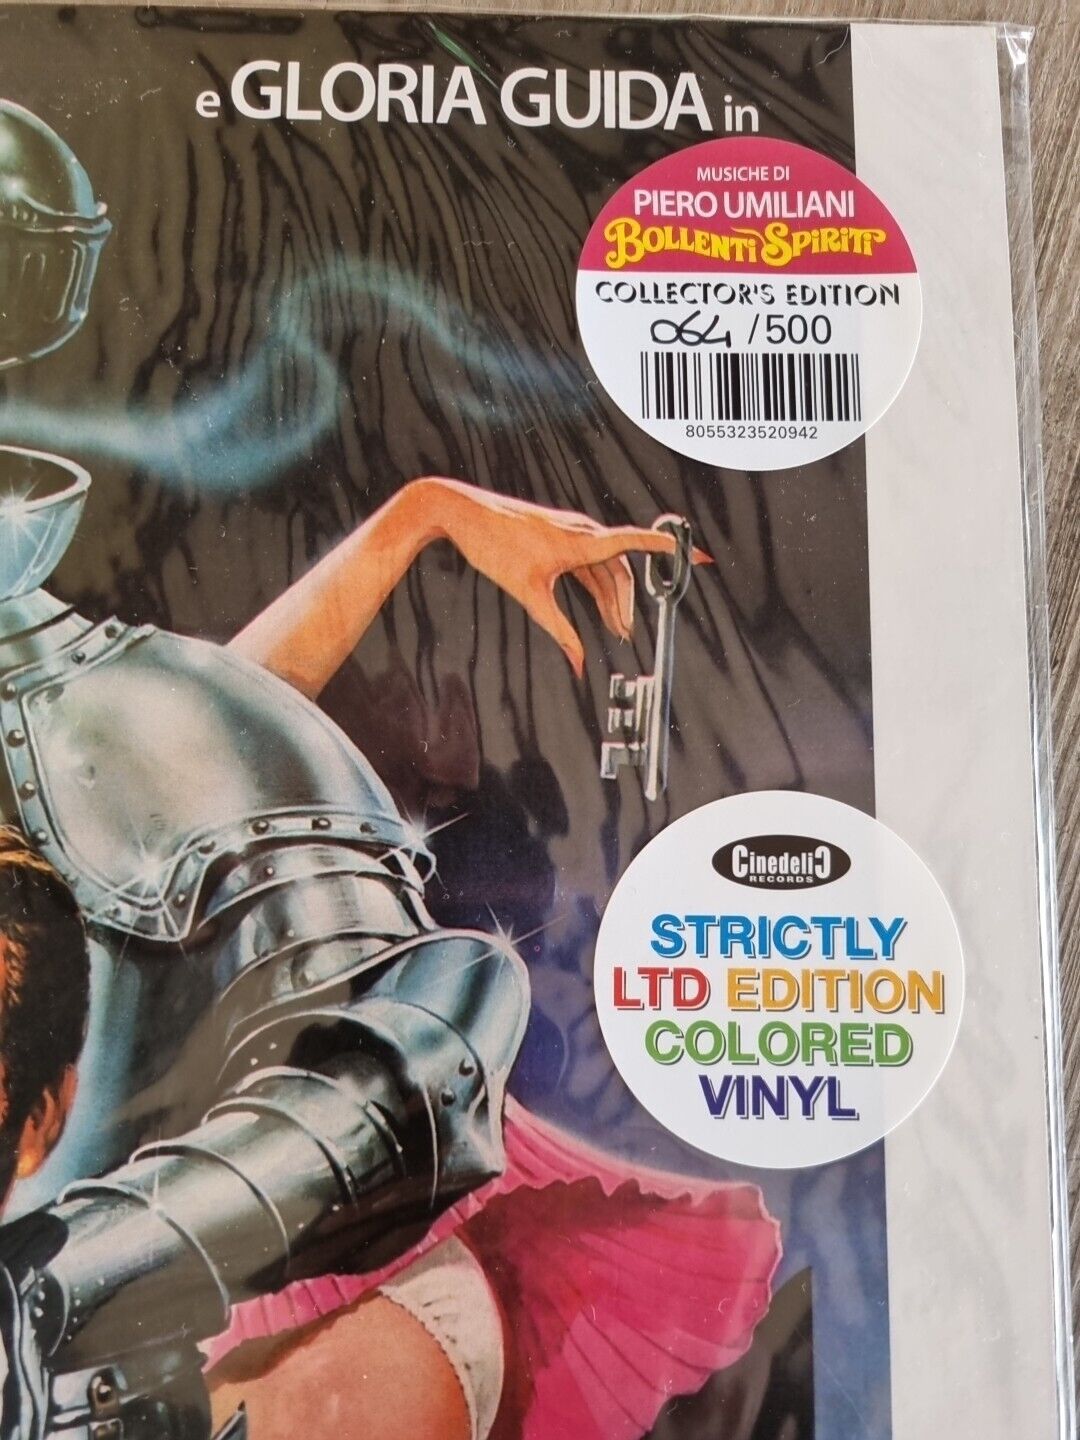 e GLORIA GUIDA in
MUSICHE DI
PIERO UMILIANI
BOLLENTI SPIRITI
COLLECTOR'S EDITION
064 /500
8055323520942
CinedeliC
RECORDS
STRICTLY
LTD EDITION
COLORED
VINYL